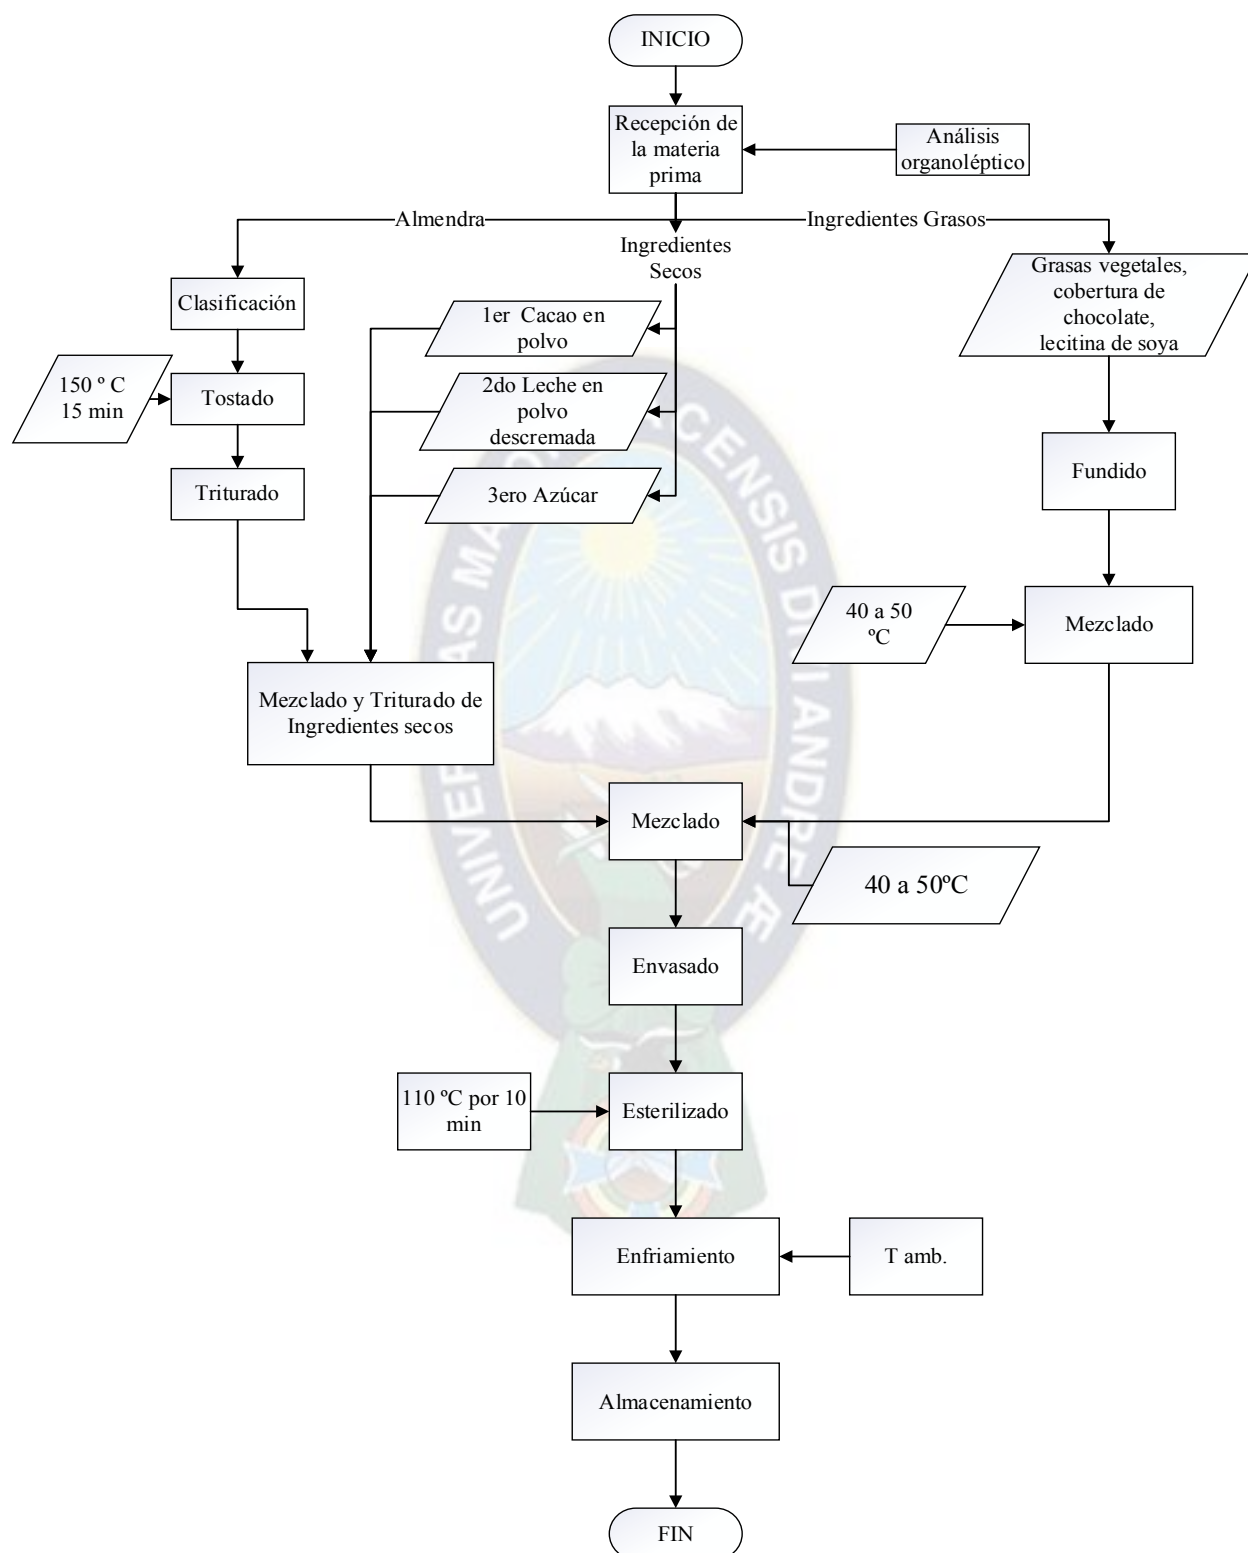 INICIO
Recepción de
la materia
prima
Análisis
organoléptico
Almendra
Ingredientes
Secos
Ingredientes Grasos
Clasificación
150 º C
15 min
Tostado
Triturado
1er Cacao en
polvo
2do Leche en
polvo
descremada
3ero Azúcar
Grasas vegetales,
cobertura de
chocolate,
lecitina de soya
Fundido
40 a 50
ºC
Mezclado
Mezclado y Triturado de
Ingredientes secos
Mezclado
40 a 50ºC
Envasado
110 ºC por 10
min
Esterilizado
Enfriamiento
T amb.
Almacenamiento
FIN